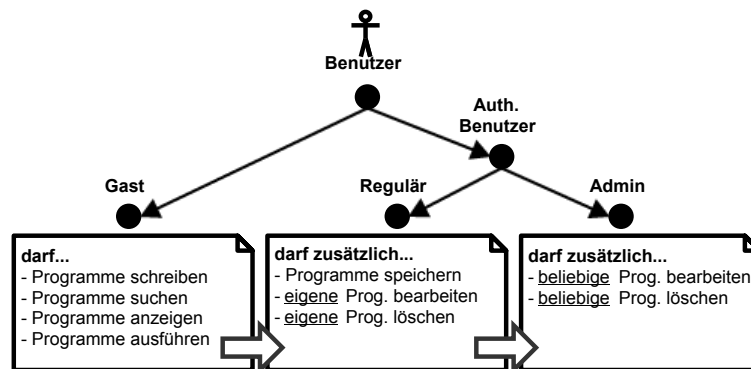 Benutzer
Auth.
Benutzer
Gast
Regulär
Admin
darf...
- Programme schreiben
- Programme suchen
- Programme anzeigen
- Programme ausführen
darf zusätzlich...
- Programme speichern
- eigene Prog. bearbeiten
- eigene Prog. löschen
darf zusätzlich...
- beliebige Prog. bearbeiten
- beliebige Prog. löschen